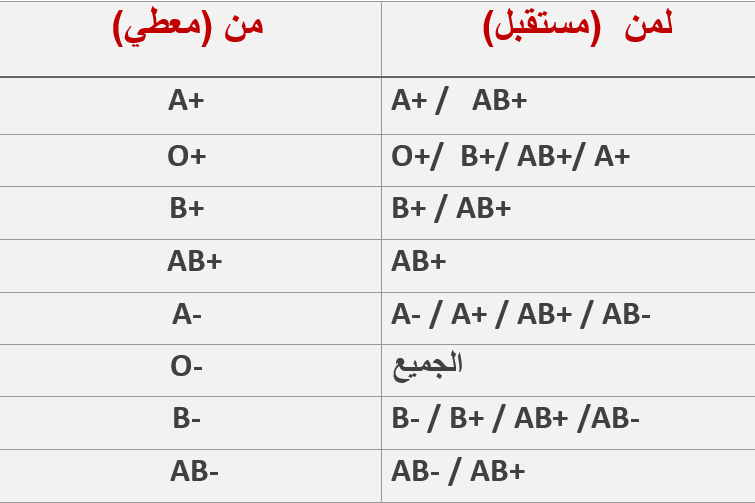 من (معطي) لمن (مستقبل)
A+ A+ / AB+
O+ O+/ B+/ AB+/ A+
B+ B+ / AB+
AB+ AB+
A- A- / A+ / AB+ / AB-
O- الجميع
B- B- / B+ / AB+ /AB-
AB- AB- / AB+